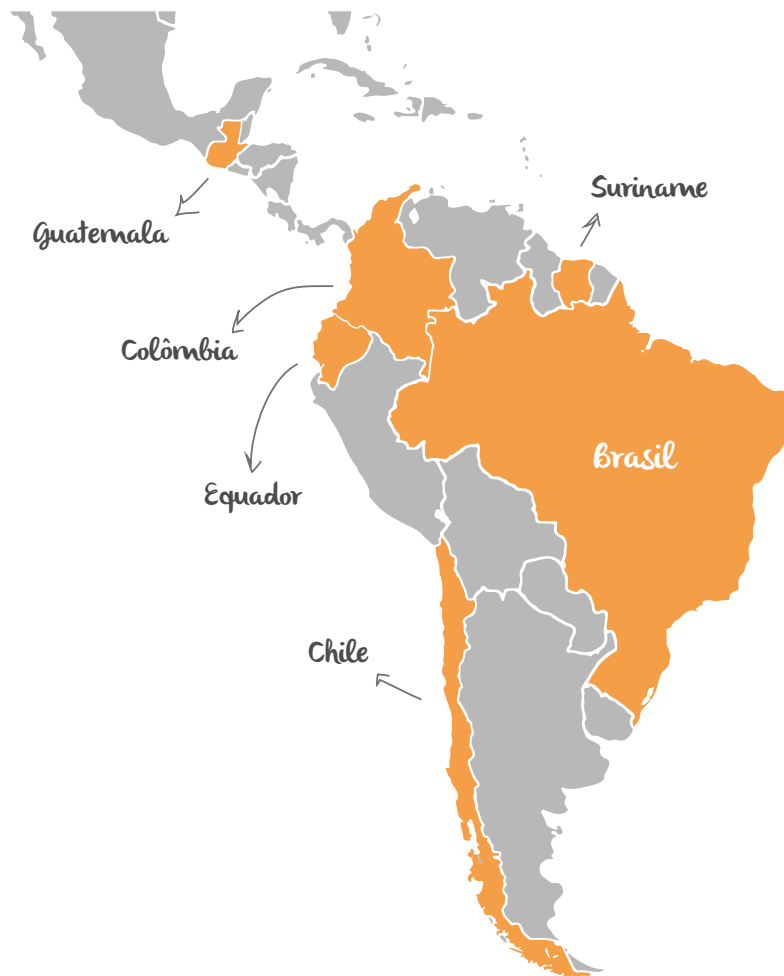 Suriname
Guatemala
Colômbia
Brasil
Equador
Chile